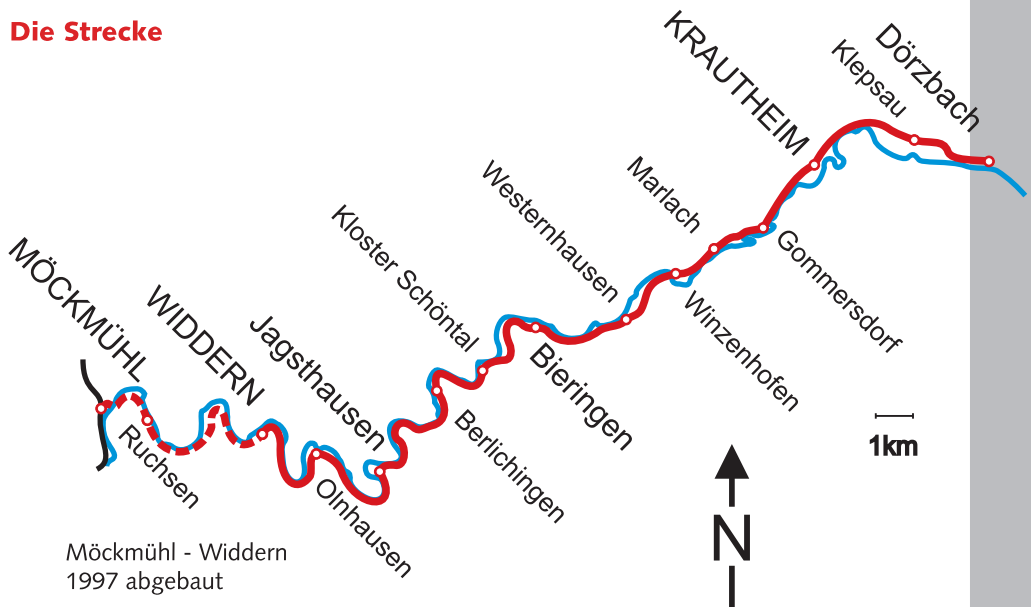 Die Strecke
MÖCKMÜHL
Ruchsen
WIDDERN
Olnhausen
Jagsthausen
Berlichingen
Kloster Schöntal
Bieringen
Westernhausen
Winzenhofen
Marlach
Gommersdorf
KRAUTHEIM
Klepsau
Dörzbach
1km
N
Möckmühl - Widdern
1997 abgebaut